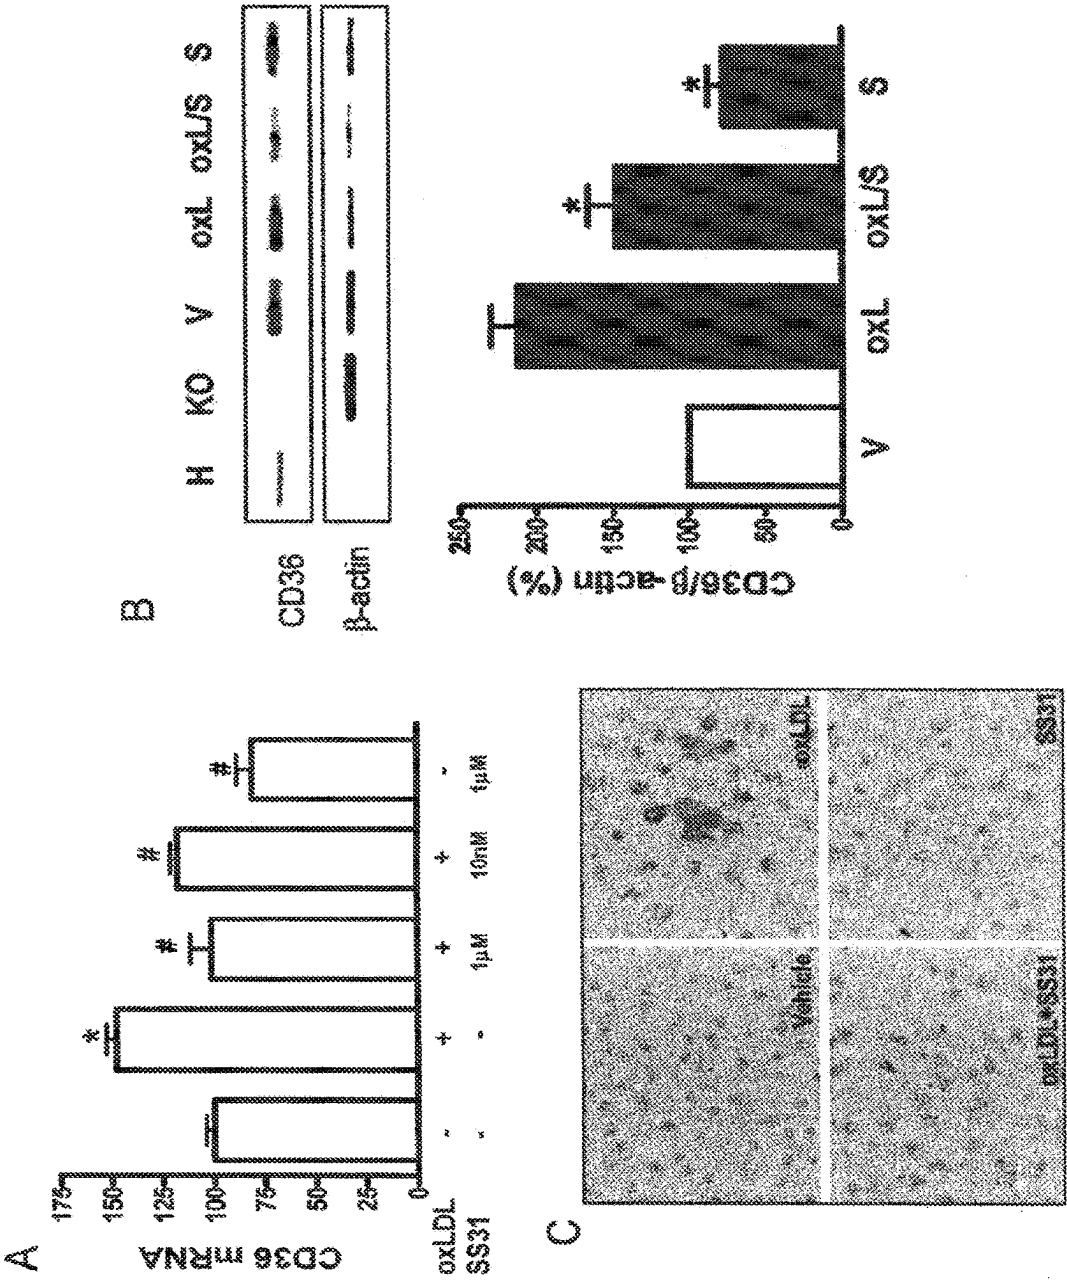 A
CD36 mRNA
175
150
125
100
75
50
25
0
* # # #
oxLDL - + + + -
SS31 - - 1μM 10nM 1μM
B
H KO V oxL oxL/S S
CD36
β-actin
CD36/β-actin (%)
250
200
150
100
50
0
* *
V oxL oxL/S S
C
Vehicle
oxLDL
oxLDL+SS31
SS31